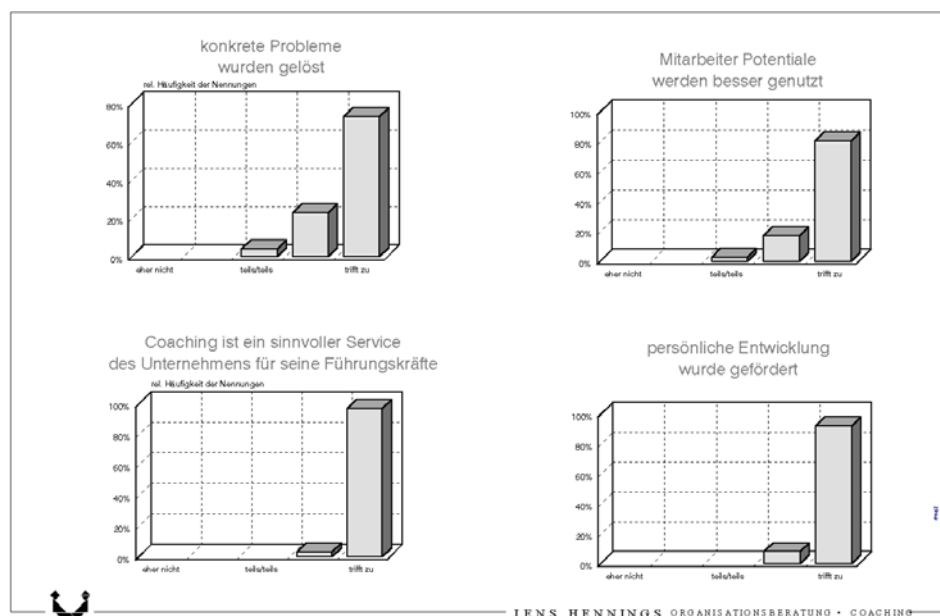 konkrete Probleme
wurden gelöst
rel. Häufigkeit der Nennungen
80%
60%
40%
20%
0%
eher nicht teils/teils trifft zu
Mitarbeiter Potentiale
werden besser genutzt
100%
80%
60%
40%
20%
0%
eher nicht teils/teils trifft zu
Coaching ist ein sinnvoller Service
des Unternehmens für seine Führungskräfte
rel. Häufigkeit der Nennungen
100%
80%
60%
40%
20%
0%
eher nicht teils/teils trifft zu
persönliche Entwicklung
wurde gefördert
100%
80%
60%
40%
20%
0%
eher nicht teils/teils trifft zu
JENS HENNINGS ORGANISATIONSBERATUNG • COACHING